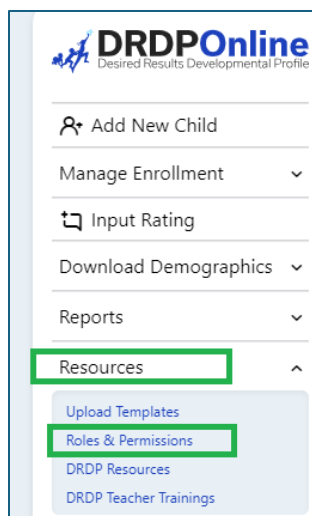 DRDPOnline
Desired Results Developmental Profile
Add New Child
Manage Enrollment
Input Rating
Download Demographics
Reports
Resources
Upload Templates
Roles & Permissions
DRDP Resources
DRDP Teacher Trainings